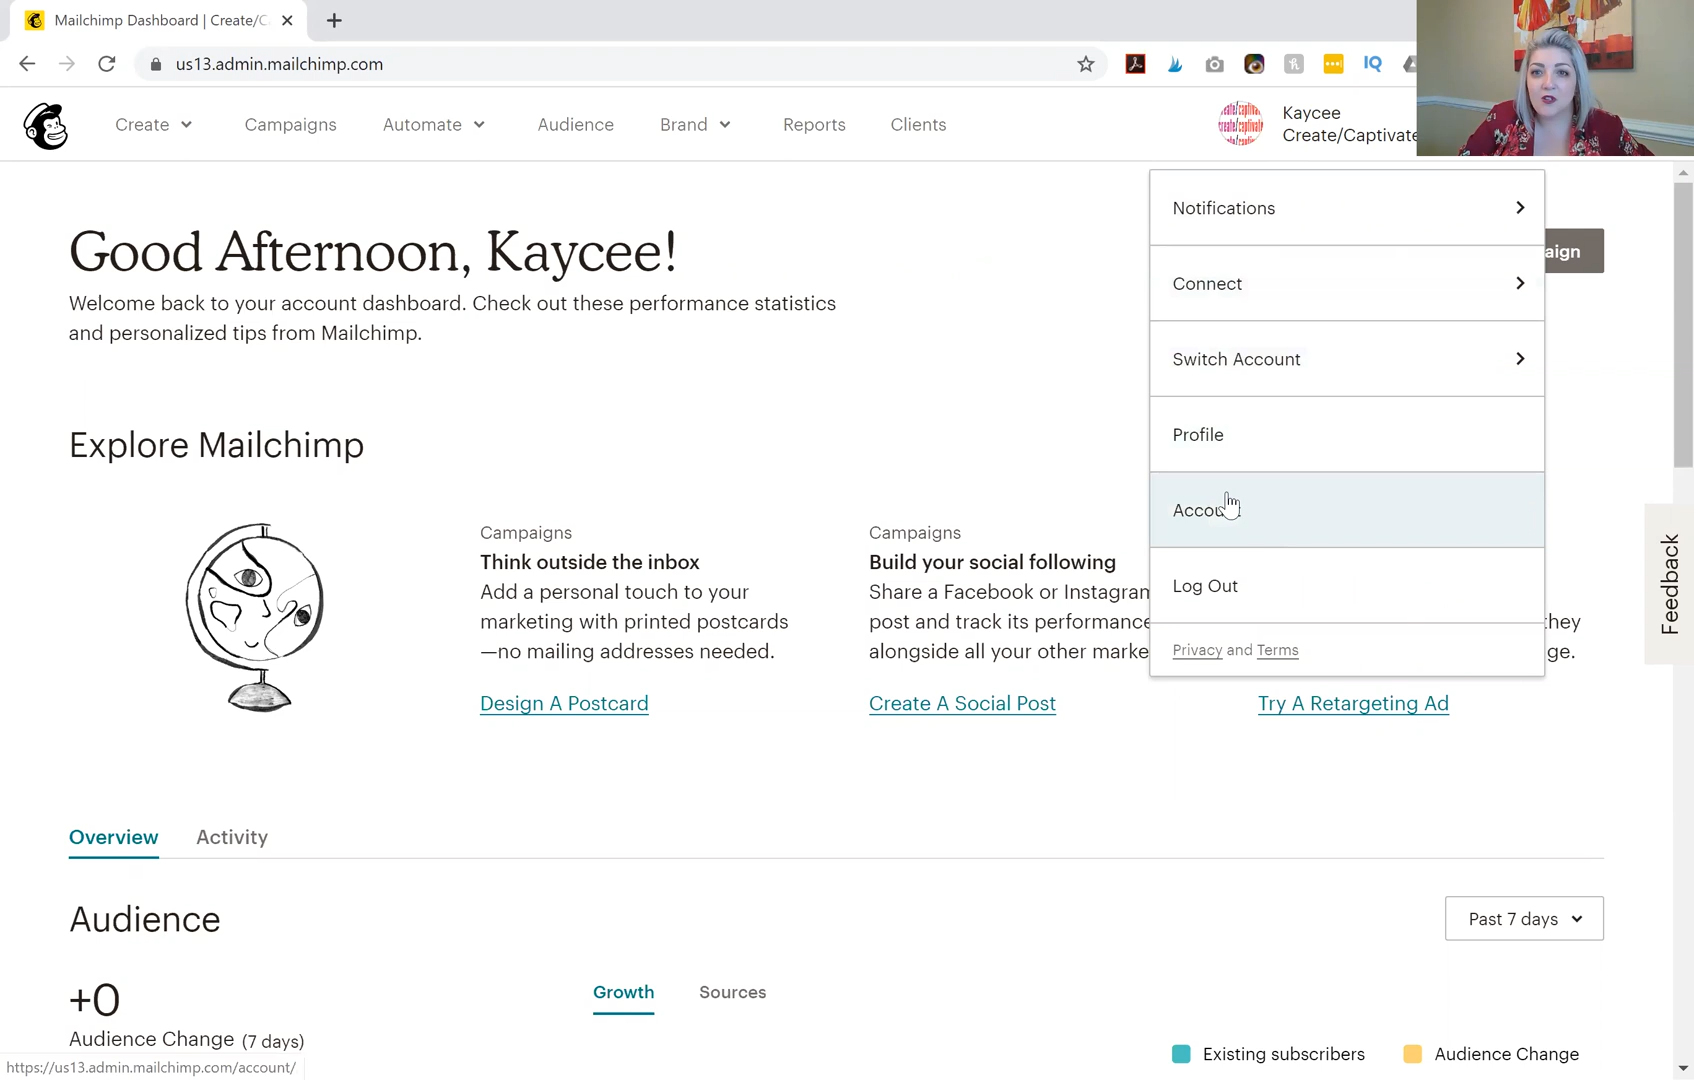 Mailchimp Dashboard | Create/C
us13.admin.mailchimp.com
IQ
Create
Campaigns
Automate
Audience
Brand
Reports
Clients
create/captivate
Kaycee
Create/Captivate
Notifications
Connect
Switch Account
Profile
Account
Log Out
Privacy and Terms
aign
Good Afternoon, Kaycee!
Welcome back to your account dashboard. Check out these performance statistics
and personalized tips from Mailchimp.
Explore Mailchimp
Campaigns
Think outside the inbox
Add a personal touch to your
marketing with printed postcards
—no mailing addresses needed.
Design A Postcard
Campaigns
Build your social following
Share a Facebook or Instagram
post and track its performance
alongside all your other marke
Create A Social Post
they
ge.
Try A Retargeting Ad
Feedback
Overview
Activity
Audience
Past 7 days
+0
Audience Change (7 days)
Growth
Sources
Existing subscribers
Audience Change
https://us13.admin.mailchimp.com/account/